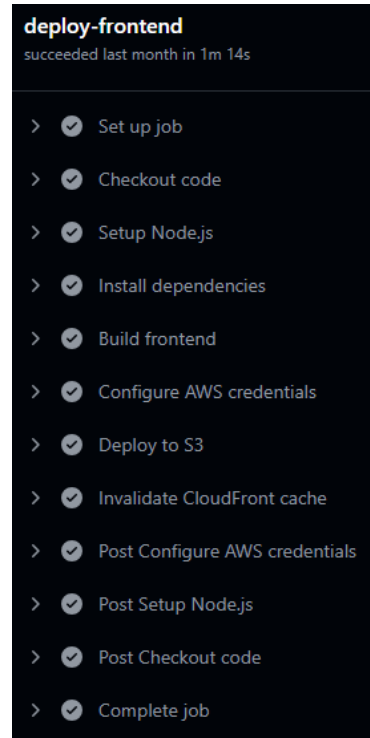 deploy-frontend
succeeded last month in 1m 14s
Set up job
Checkout code
Setup Node.js
Install dependencies
Build frontend
Configure AWS credentials
Deploy to S3
Invalidate CloudFront cache
Post Configure AWS credentials
Post Setup Node.js
Post Checkout code
Complete job